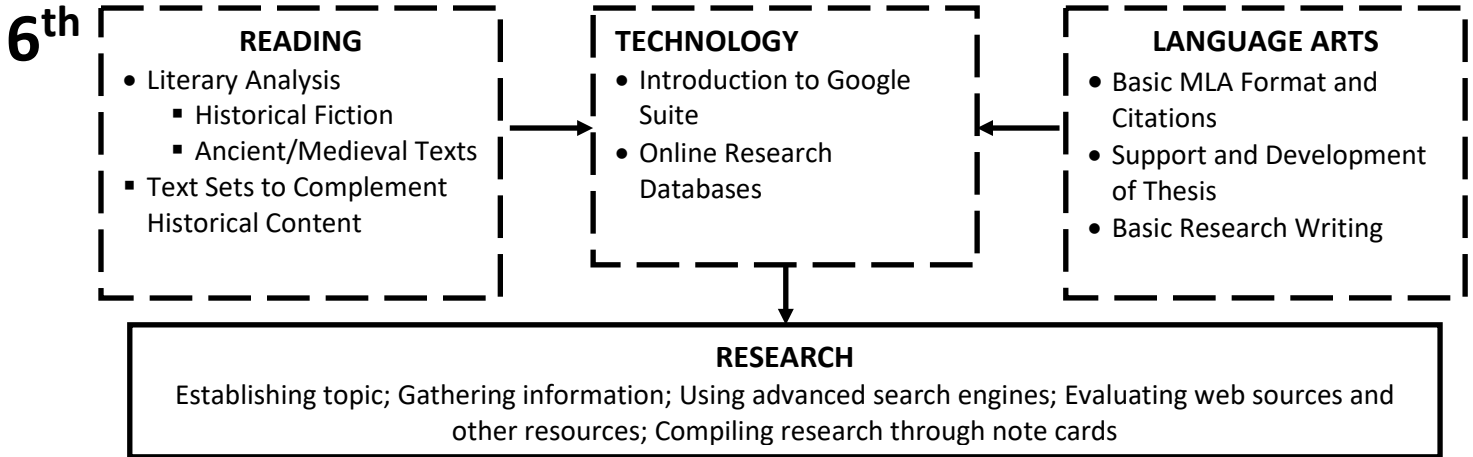 6th
READING
• Literary Analysis
▪ Historical Fiction
▪ Ancient/Medieval Texts
▪ Text Sets to Complement
Historical Content
TECHNOLOGY
• Introduction to Google
Suite
• Online Research
Databases
LANGUAGE ARTS
• Basic MLA Format and
Citations
• Support and Development
of Thesis
• Basic Research Writing
RESEARCH
Establishing topic; Gathering information; Using advanced search engines; Evaluating web sources and
other resources; Compiling research through note cards